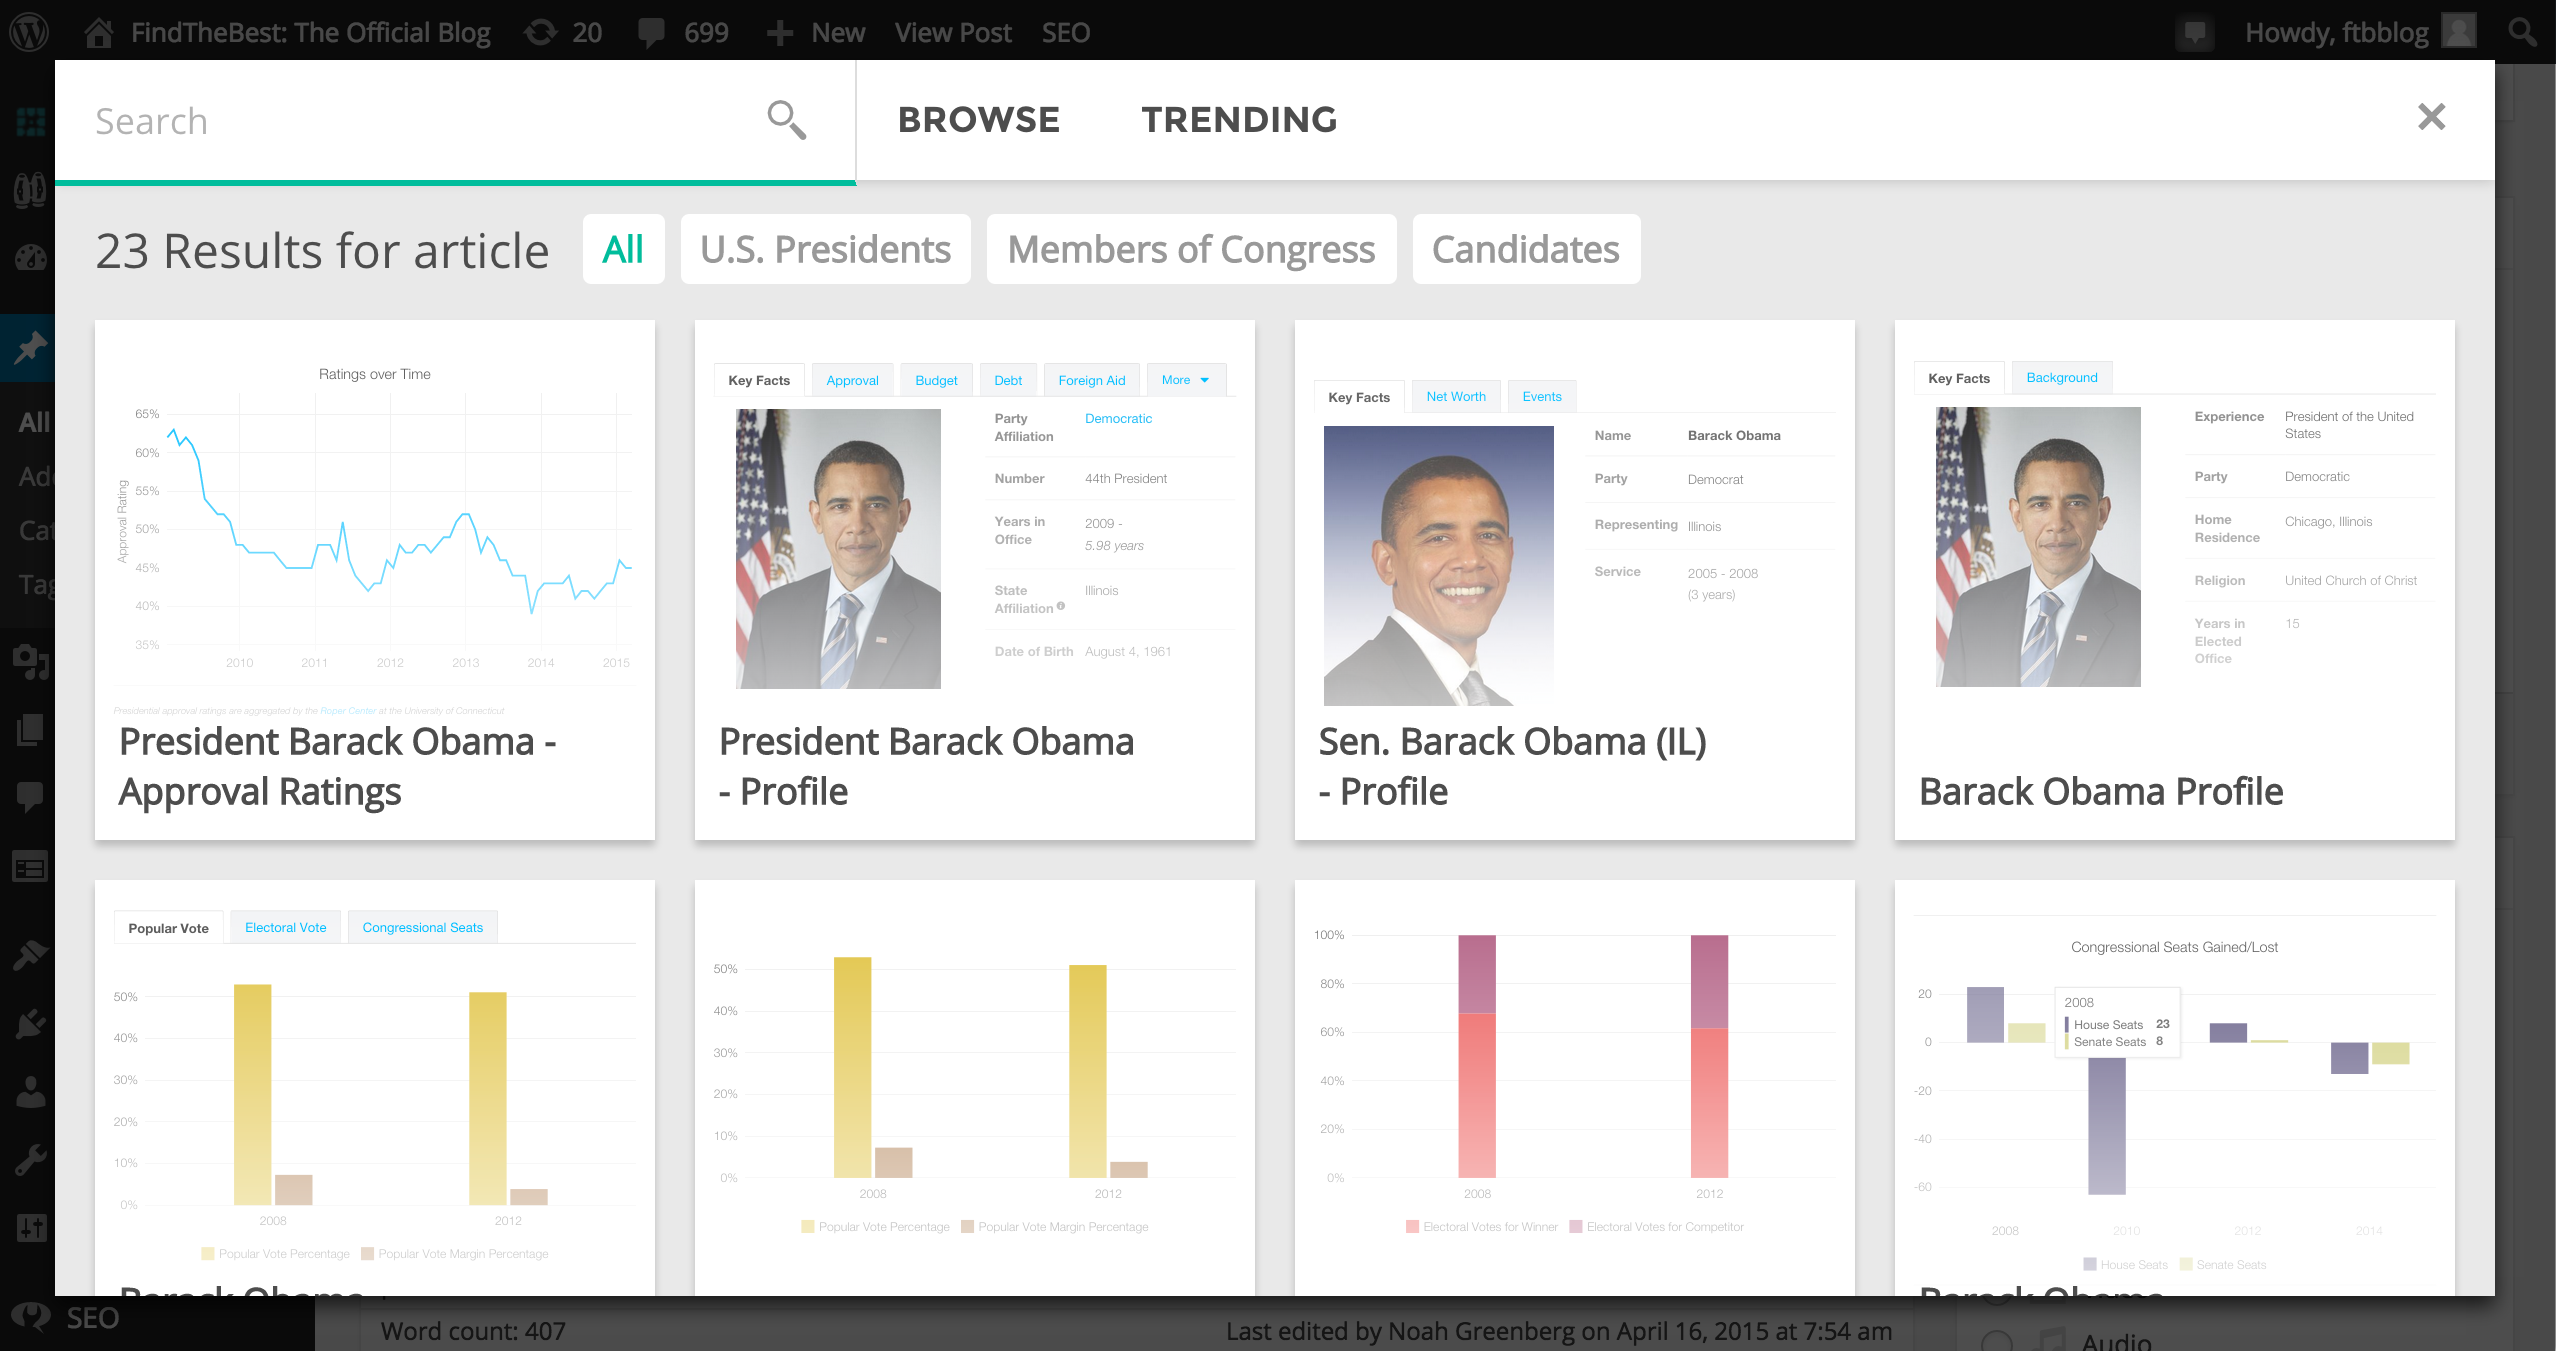 FindTheBest: The Official Blog 20 699 New View Post SEO Howdy, ftbblog
Search BROWSE TRENDING
23 Results for article All U.S. Presidents Members of Congress Candidates
All
Ratings over Time
Approval Rating
65%
60%
55%
50%
45%
40%
35%
2010 2011 2012 2013 2014 2015
Presidential approval ratings are aggregated by the Roper Center at the University of Connecticut
President Barack Obama -
Approval Ratings
Key Facts Approval Budget Debt Foreign Aid More
Party Affiliation Democratic
Number 44th President
Years in Office 2009 -
5.98 years
State Affiliation Illinois
Date of Birth August 4, 1961
President Barack Obama
- Profile
Key Facts Net Worth Events
Name Barack Obama
Party Democrat
Representing Illinois
Service 2005 - 2008
(3 years)
Sen. Barack Obama (IL)
- Profile
Key Facts Background
Experience President of the United
States
Party Democratic
Home Residence Chicago, Illinois
Religion United Church of Christ
Years in Elected Office 15
Barack Obama Profile
Popular Vote Electoral Vote Congressional Seats
50%
40%
30%
20%
10%
0%
2008 2012
Popular Vote Percentage Popular Vote Margin Percentage
Barack Obama
50%
40%
30%
20%
10%
0%
2008 2012
Popular Vote Percentage Popular Vote Margin Percentage
100%
80%
60%
40%
20%
0%
2008 2012
Electoral Votes for Winner Electoral Votes for Competitor
Congressional Seats Gained/Lost
20
0
-20
-40
-60
2008
House Seats 23
Senate Seats 8
2008 2010 2012 2014
House Seats Senate Seats
Barack Obama
SEO
Word count: 407 Last edited by Noah Greenberg on April 16, 2015 at 7:54 am
Audio